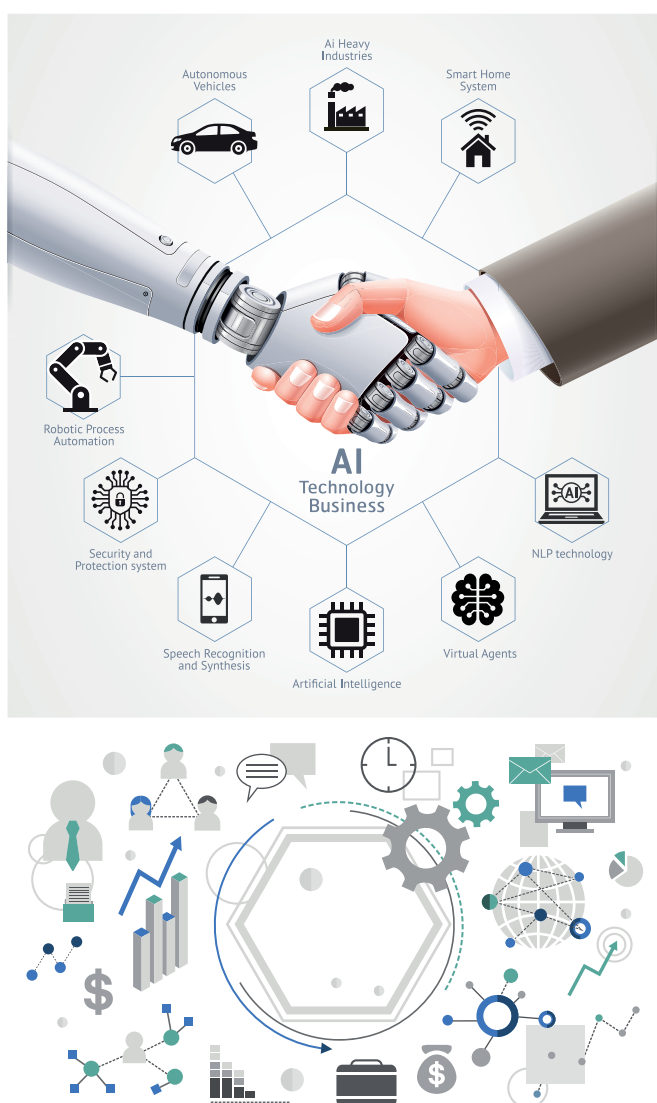 Ai Heavy
Industries
Autonomous
Vehicles
Smart Home
System
Robotic Process
Automation
AI
Technology
Business
AI
Security and
Protection system
NLP technology
Speech Recognition
and Synthesis
Virtual Agents
Artificial Intelligence
$
$